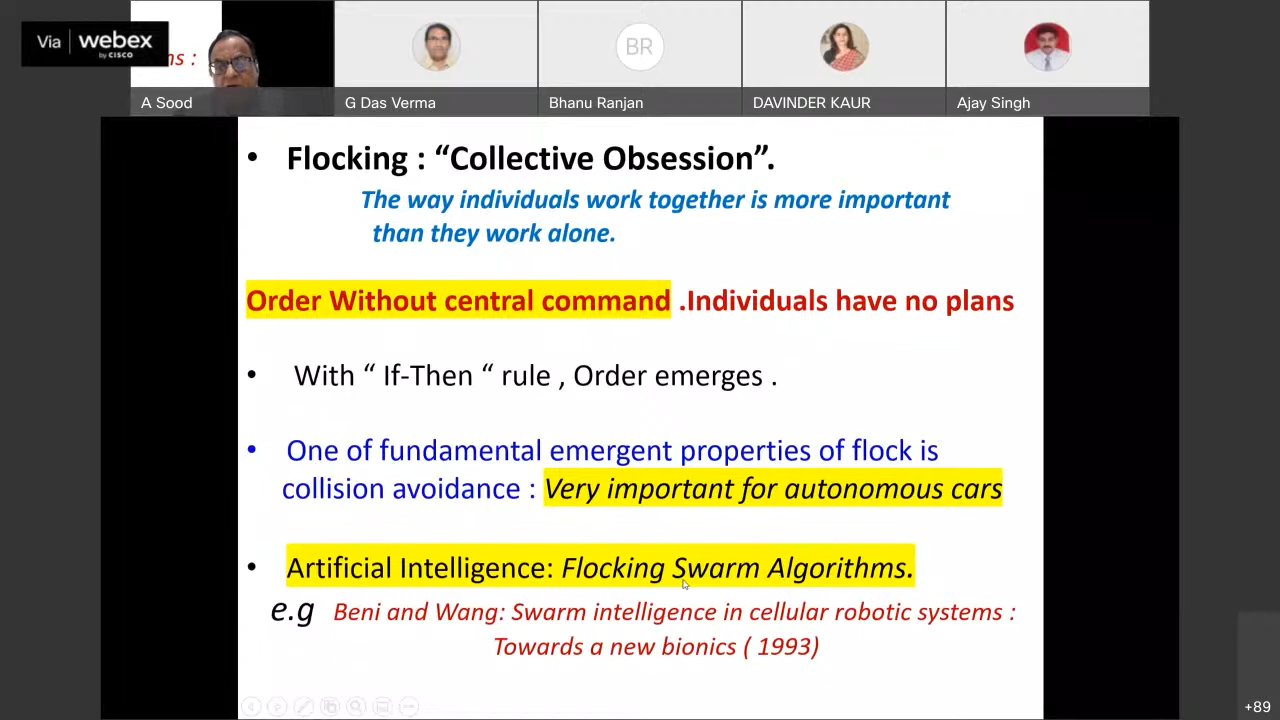 Via webex
by CISCO
ns :
A Sood
G Das Verma
BR
Bhanu Ranjan
DAVINDER KAUR
Ajay Singh
• Flocking : “Collective Obsession”.
The way individuals work together is more important
than they work alone.
Order Without central command .Individuals have no plans
• With “ If-Then “ rule , Order emerges .
• One of fundamental emergent properties of flock is
collision avoidance : Very important for autonomous cars
• Artificial Intelligence: Flocking Swarm Algorithms.
e.g Beni and Wang: Swarm intelligence in cellular robotic systems :
Towards a new bionics ( 1993)
+89